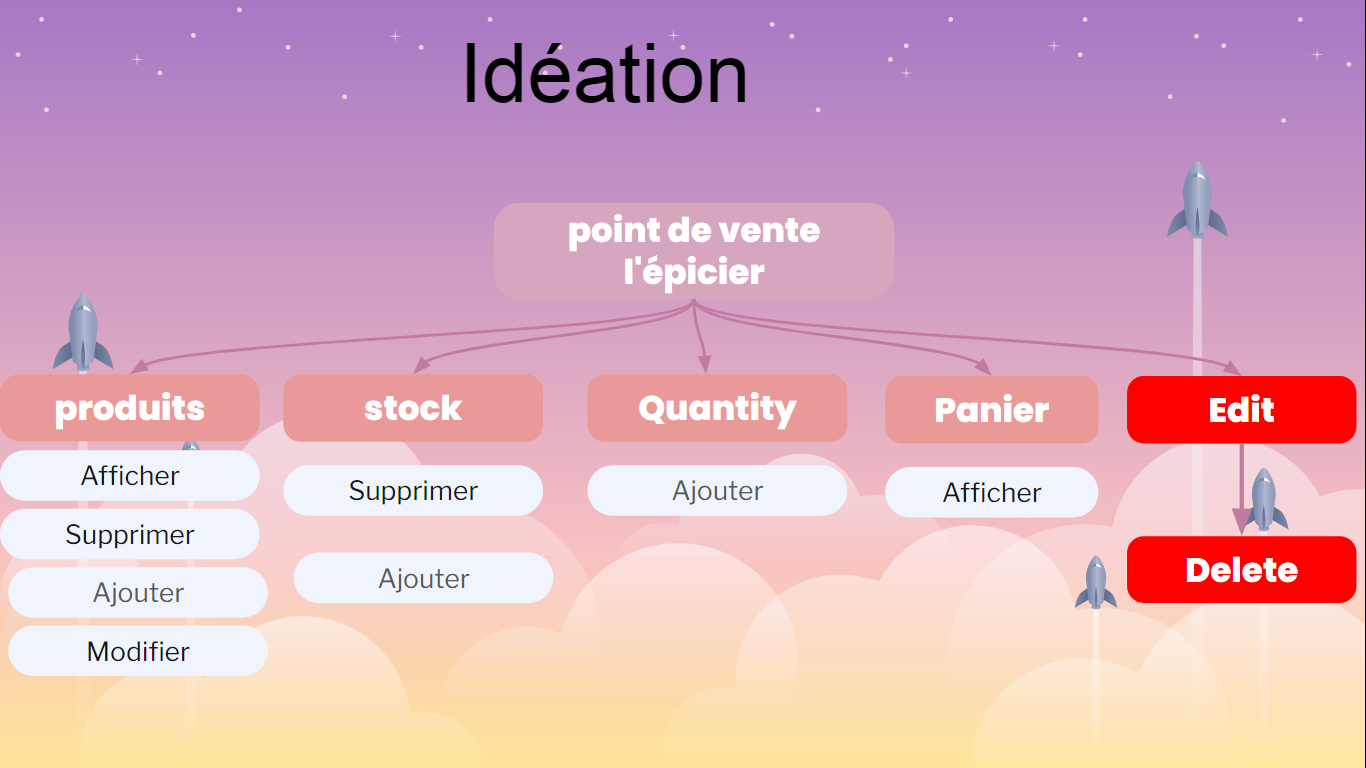 Idéation
point de vente
l'épicier
produits
Afficher
Supprimer
Ajouter
Modifier
stock
Supprimer
Ajouter
Quantity
Ajouter
Panier
Afficher
Edit
Delete